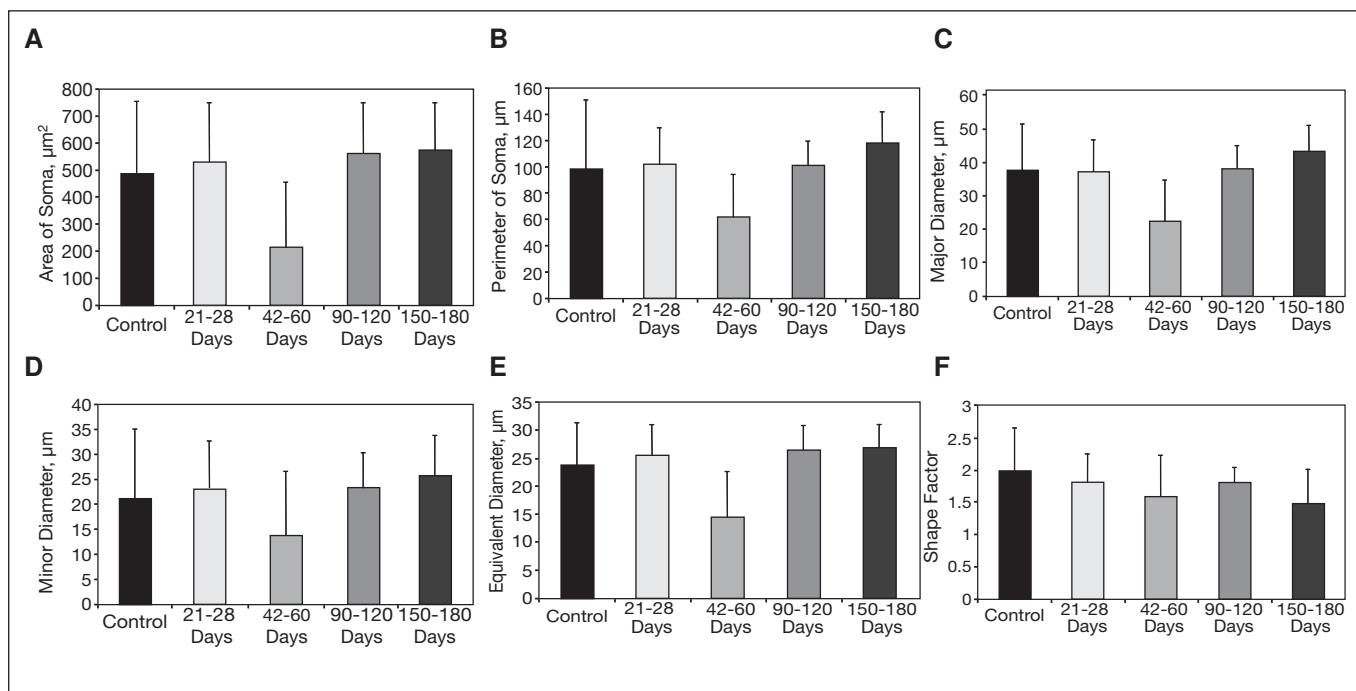 A
Area of Soma, µm²
800
700
600
500
400
300
200
100
0
Control
21-28
Days
42-60
Days
90-120
Days
150-180
Days
B
Perimeter of Soma, µm
160
140
120
100
80
60
40
20
0
Control
21-28
Days
42-60
Days
90-120
Days
150-180
Days
C
Major Diameter, µm
60
50
40
30
20
10
0
Control
21-28
Days
42-60
Days
90-120
Days
150-180
Days
D
Minor Diameter, µm
40
35
30
25
20
15
10
5
0
Control
21-28
Days
42-60
Days
90-120
Days
150-180
Days
E
Equivalent Diameter, µm
35
30
25
20
15
10
5
0
Control
21-28
Days
42-60
Days
90-120
Days
150-180
Days
F
Shape Factor
3
2.5
2
1.5
1
0.5
0
Control
21-28
Days
42-60
Days
90-120
Days
150-180
Days